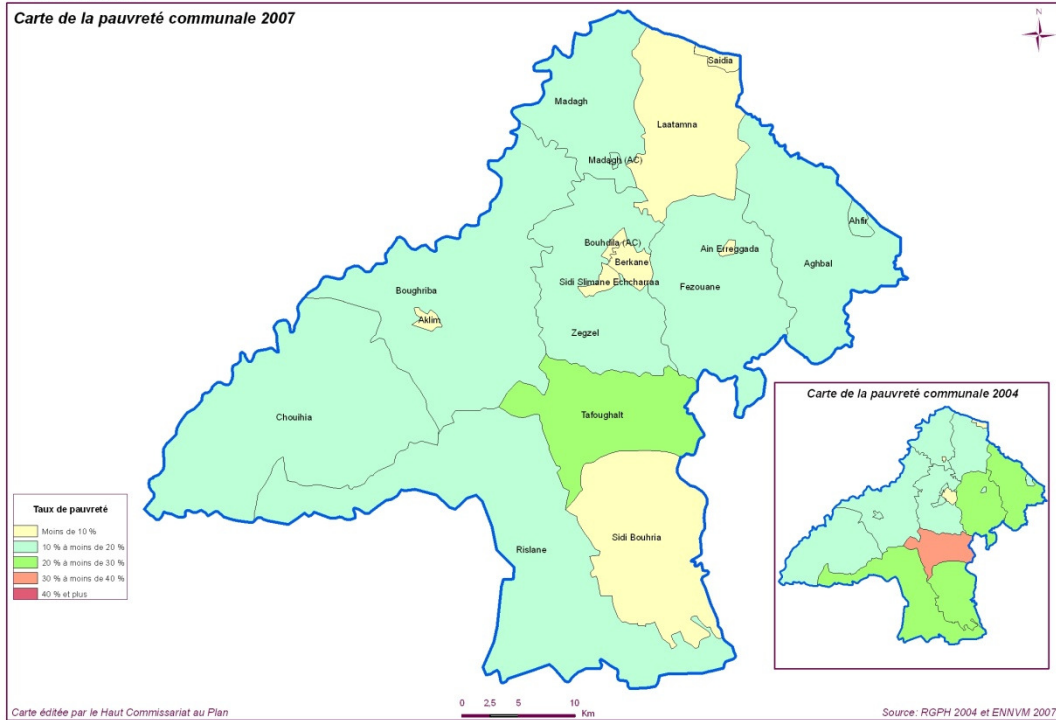 Carte de la pauvreté communale 2007
N
Saidia
Madagh
Laatamna
Madagh (AC)
Ahfir
Bouhdila (AC)
Ain Erreggada
Berkane
Aghbal
Sidi Slimane Echcharraa
Fezouane
Boughriba
Aklim
Zegzel
Chouihia
Tafoughalt
Rislane
Sidi Bouhria
Carte de la pauvreté communale 2004
Taux de pauvreté
Moins de 10 %
10 % à moins de 20 %
20 % à moins de 30 %
30 % à moins de 40 %
40 % et plus
0 2.5 5 10
Km
Carte éditée par le Haut Commissariat au Plan
Source: RGPH 2004 et ENNVM 2007